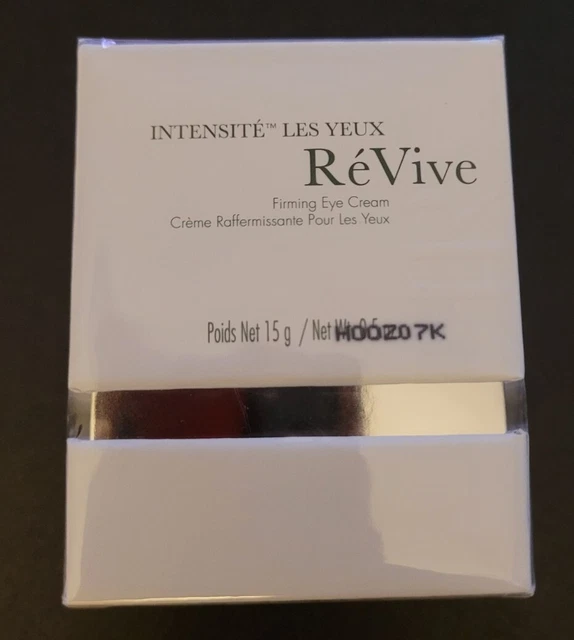 INTENSITÉ™ LES YEUX
RéVive
Firming Eye Cream
Crème Raffermissante Pour Les Yeux
Poids Net 15 g / Net
H00Z07K